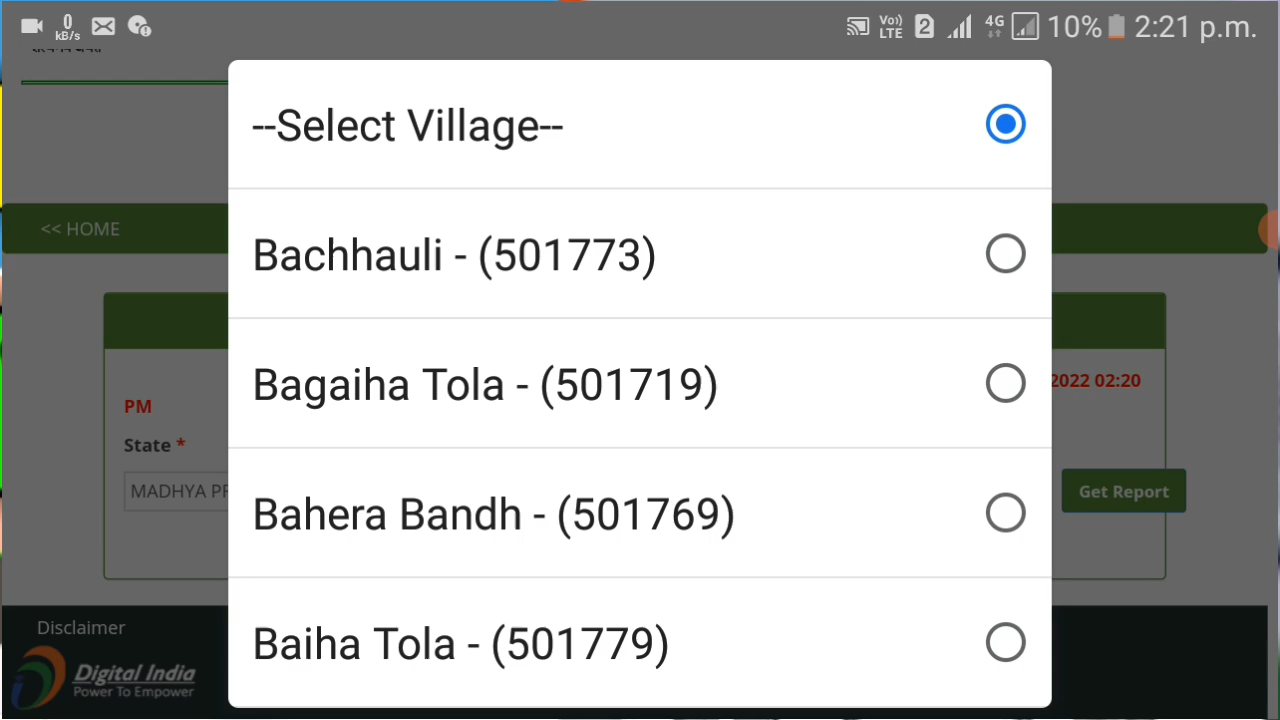 0
kB/s
Vo)
LTE
2
4G
10%
2:21 p.m.
--Select Village--
<< HOME
Bachhauli - (501773)
Bagaiha Tola - (501719)
2022 02:20
PM
State *
MADHYA PR
Get Report
Bahera Bandh - (501769)
Baiha Tola - (501779)
Disclaimer
Digital India
Power To Empower